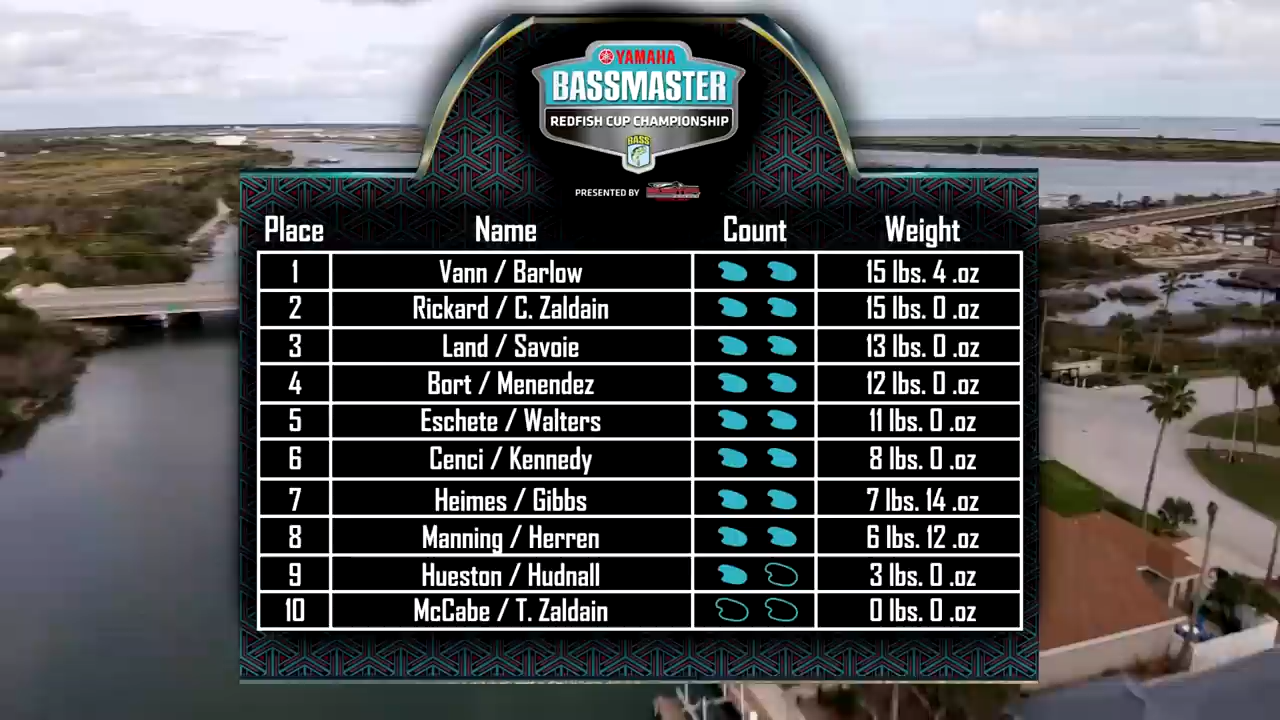 YAMAHA
BASSMASTER
REDFISH CUP CHAMPIONSHIP
BASS
PRESENTED BY
Place Name Count Weight
1 Vann / Barlow 15 lbs. 4 .oz
2 Rickard / C. Zaldain 15 lbs. 0 .oz
3 Land / Savoie 13 lbs. 0 .oz
4 Bort / Menendez 12 lbs. 0 .oz
5 Eschete / Walters 11 lbs. 0 .oz
6 Cenci / Kennedy 8 lbs. 0 .oz
7 Heimes / Gibbs 7 lbs. 14 .oz
8 Manning / Herren 6 lbs. 12 .oz
9 Hueston / Hudnall 3 lbs. 0 .oz
10 McCabe / T. Zaldain 0 lbs. 0 .oz